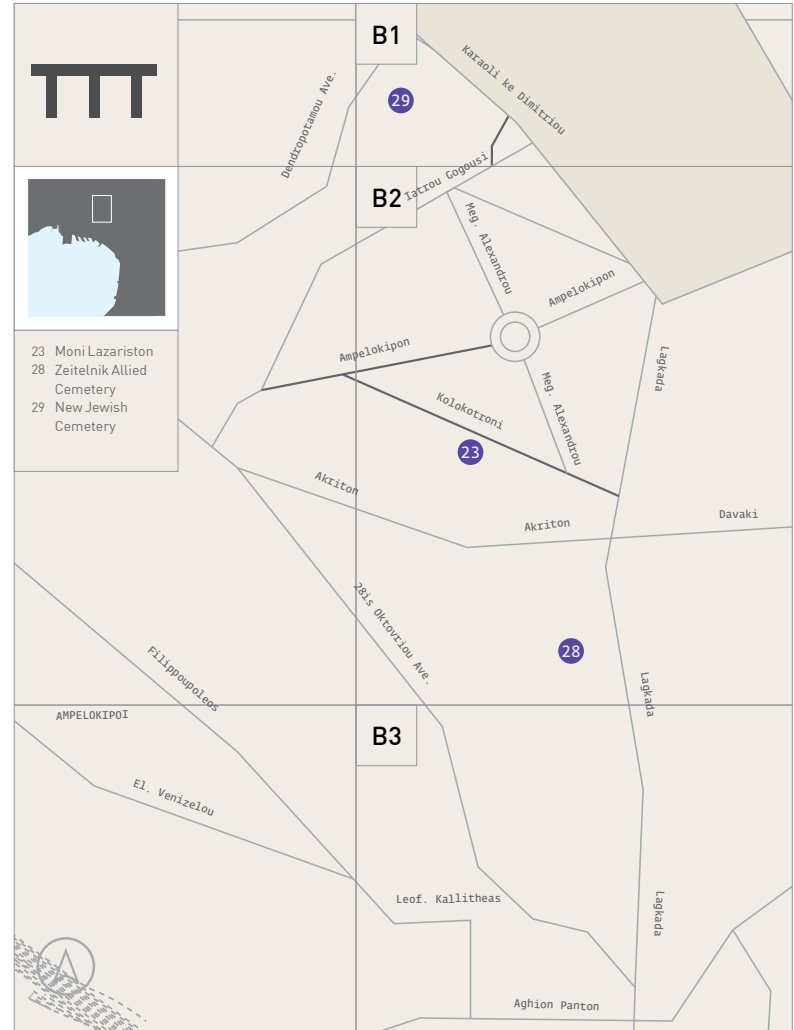 B1
Karaoli ke Dimitriou
Dendropotamou Ave.
29
Iatrou Gogousi
B2
Meg. Alexandrou
Ampelokipon
Ampelokipon
Lagkada
23 Moni Lazariston
28 Zeitelnik Allied
Cemetery
29 New Jewish
Cemetery
Meg. Alexandrou
Kolokotroni
23
Akriton
Akriton
Davaki
28is Oktovriou Ave.
28
Filippoupoleos
Lagkada
AMPELOKIPOI
B3
El. Venizelou
Leof. Kallitheas
Lagkada
Aghion Panton